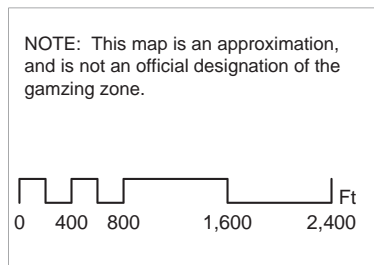 NOTE: This map is an approximation,
and is not an official designation of the
gamzing zone.
Ft
0 400 800 1,600 2,400